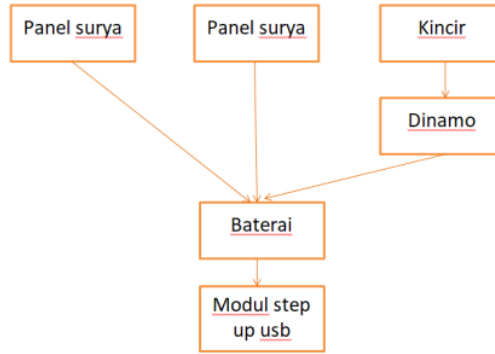 Panel surya
Panel surya
Kincir
Dinamo
Baterai
Modul step
up usb